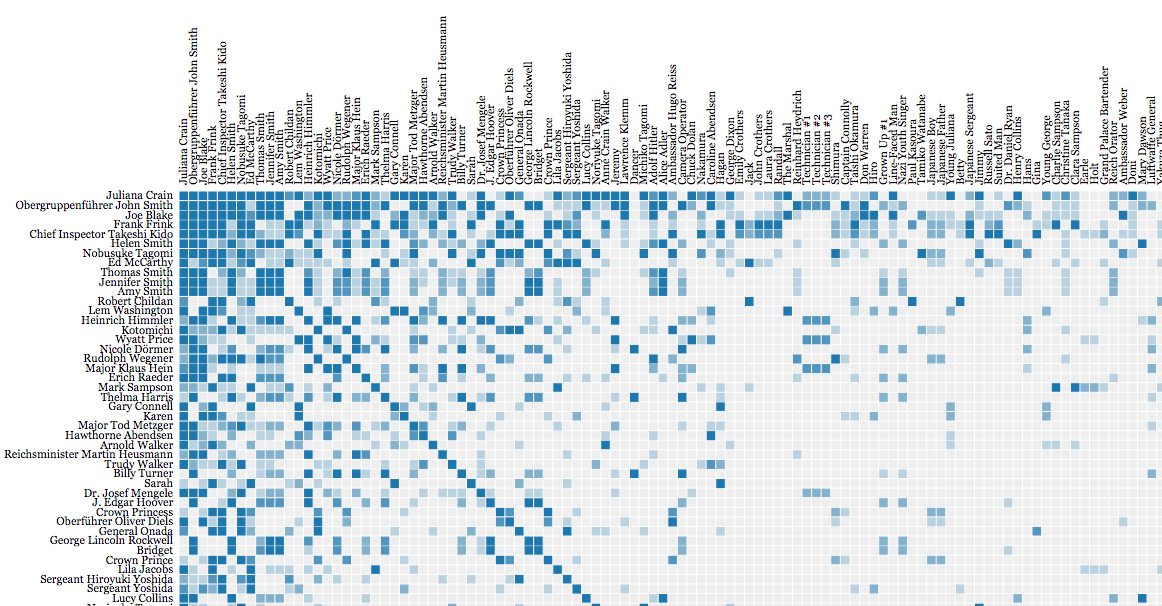 Juliana Crain
Obergruppenführer John Smith
Joe Blake
Frank Frink
Chief Inspector Takeshi Kido
Helen Smith
Nobusuke Tagomi
Ed McCarthy
Thomas Smith
Jennifer Smith
Amy Smith
Robert Childan
Lem Washington
Heinrich Himmler
Kotomichi
Wyatt Price
Nicole Dörmer
Rudolph Wegener
Major Klaus Hein
Erich Raeder
Mark Sampson
Thelma Harris
Gary Connell
Karen
Major Tod Metzger
Hawthorne Abendsen
Arnold Walker
Reichsminister Martin Heusmann
Trudy Walker
Billy Turner
Sarah
Dr. Josef Mengele
J. Edgar Hoover
Crown Princess
Oberführer Oliver Diels
General Onada
George Lincoln Rockwell
Bridget
Crown Prince
Lila Jacobs
Sergeant Hiroyuki Yoshida
Sergeant Yoshida
Lucy Collins
Noriyuke Tagomi
Anne Crain Walker
Jerome
Lawrence Klemm
Hans
Michiko Tagomi
Adolf Hitler
Alice Adler
Ambassador Hugo Reiss
Camera Operator
Chuck Dolan
Nakamura
Caroline Abendsen
Hagan
George Dixon
Emily Crothers
Jack
John Crothers
Laura Crothers
Randall
The Marshal
Reinhard Heydrich
Technician #1
Technician #2
Technician #3
Shimura
Captain Connolly
Taishi Okamura
Don Warren
Hiro
Grown Up #1
Line-Faced Man
Nazi Youth Singer
Paul Kasoura
Tamiko Watanabe
Japanese Boy
Young Juliana
Betty
Japanese Sergeant
Jimmy
Russell Sato
Suit Man
Dr. Daniel Ryan
Henry Collins
Hans
Gina
Young George
Charlie Sampson
Christine Tanaka
Clara Sampson
Earle
Holt
Grand Palace Bartender
Reich Orator
Ambassador Weber
Doni
Mary Dawson
Portuguese General
Juliana Crain
Obergruppenführer John Smith
Joe Blake
Frank Frink
Chief Inspector Takeshi Kido
Helen Smith
Nobusuke Tagomi
Ed McCarthy
Thomas Smith
Jennifer Smith
Amy Smith
Robert Childan
Lem Washington
Heinrich Himmler
Kotomichi
Wyatt Price
Nicole Dörmer
Rudolph Wegener
Major Klaus Hein
Erich Raeder
Mark Sampson
Thelma Harris
Gary Connell
Karen
Major Tod Metzger
Hawthorne Abendsen
Arnold Walker
Reichsminister Martin Heusmann
Trudy Walker
Billy Turner
Sarah
Dr. Josef Mengele
J. Edgar Hoover
Crown Princess
Oberführer Oliver Diels
General Onada
George Lincoln Rockwell
Bridget
Crown Prince
Lila Jacobs
Sergeant Hiroyuki Yoshida
Sergeant Yoshida
Lucy Collins